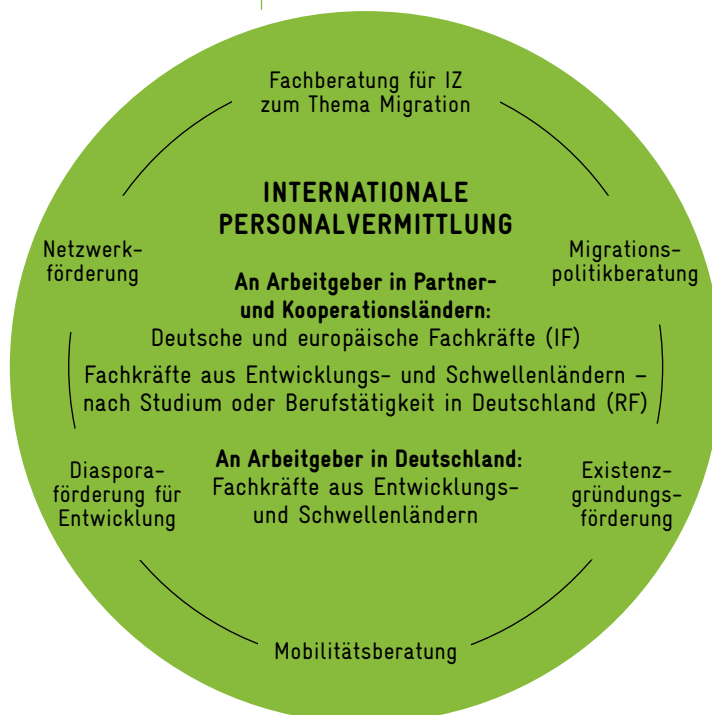 Fachberatung für IZ
zum Thema Migration
INTERNATIONALE
PERSONALVERMITTLUNG
Netzwerk-
förderung
Migrations-
politikberatung
An Arbeitgeber in Partner-
und Kooperationsländern:
Deutsche und europäische Fachkräfte (IF)
Fachkräfte aus Entwicklungs- und Schwellenländern –
nach Studium oder Berufstätigkeit in Deutschland (RF)
An Arbeitgeber in Deutschland:
Fachkräfte aus Entwicklungs-
und Schwellenländern
Diaspora-
förderung für
Entwicklung
Existenz-
gründungs-
förderung
Mobilitätsberatung